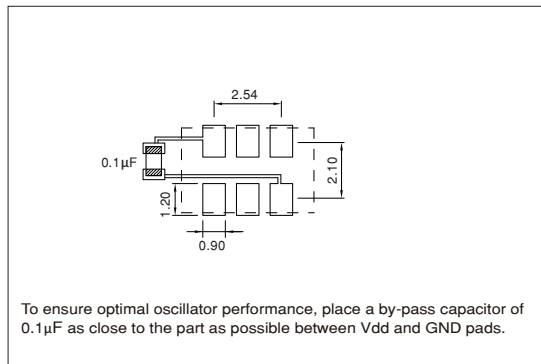 2.54
0.1µF
2.10
1.20
0.90
To ensure optimal oscillator performance, place a by-pass capacitor of
0.1µF as close to the part as possible between Vdd and GND pads.